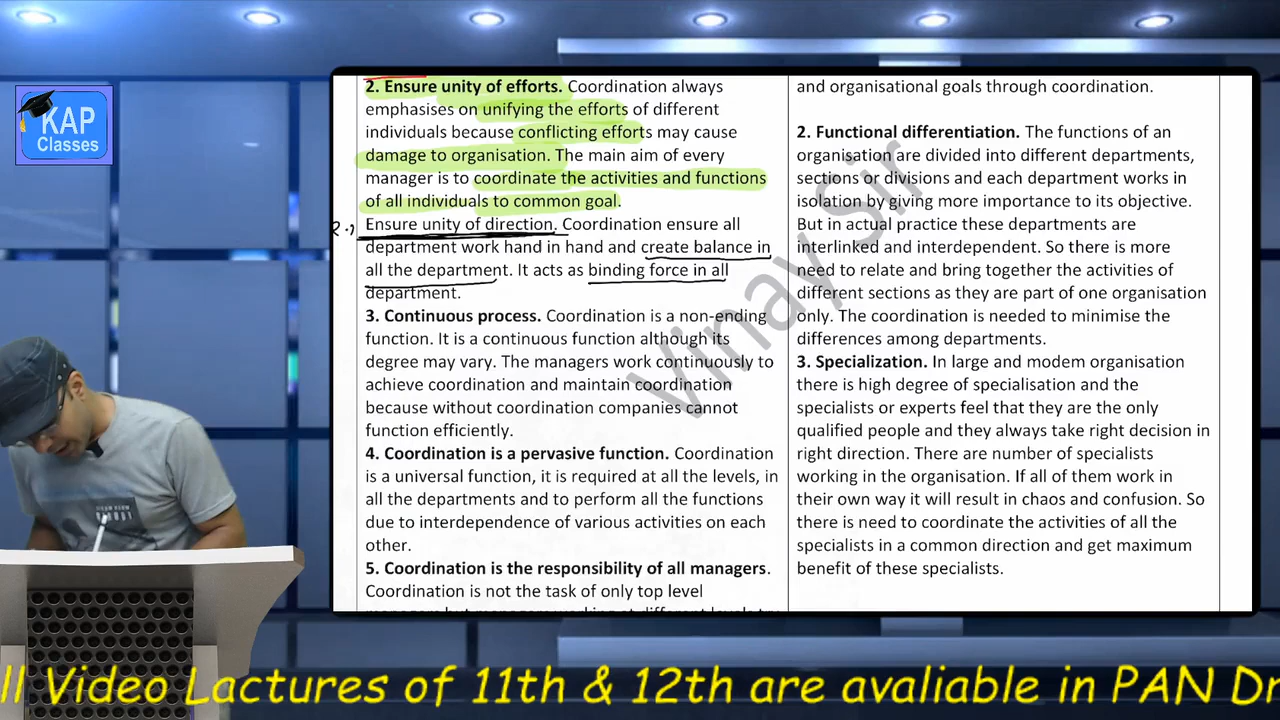 KAP
Classes
2. Ensure unity of efforts. Coordination always
emphasises on unifying the efforts of different
individuals because conflicting efforts may cause
damage to organisation. The main aim of every
manager is to coordinate the activities and functions
of all individuals to common goal.
Ensure unity of direction. Coordination ensure all
department work hand in hand and create balance in
all the department. It acts as binding force in all
department.
3. Continuous process. Coordination is a non-ending
function. It is a continuous function although its
degree may vary. The managers work continuously to
achieve coordination and maintain coordination
because without coordination companies cannot
function efficiently.
4. Coordination is a pervasive function. Coordination
is a universal function, it is required at all the levels, in
all the departments and to perform all the functions
due to interdependence of various activities on each
other.
5. Coordination is the responsibility of all managers.
Coordination is not the task of only top level
and organisational goals through coordination.
2. Functional differentiation. The functions of an
organisation are divided into different departments,
sections or divisions and each department works in
isolation by giving more importance to its objective.
But in actual practice these departments are
interlinked and interdependent. So there is more
need to relate and bring together the activities of
different sections as they are part of one organisation
only. The coordination is needed to minimise the
differences among departments.
3. Specialization. In large and modem organisation
there is high degree of specialisation and the
specialists or experts feel that they are the only
qualified people and they always take right decision in
right direction. There are number of specialists
working in the organisation. If all of them work in
their own way it will result in chaos and confusion. So
there is need to coordinate the activities of all the
specialists in a common direction and get maximum
benefit of these specialists.
Vinay Sir
ll Video Lactures of 11th & 12th are avaliable in PAN Dr